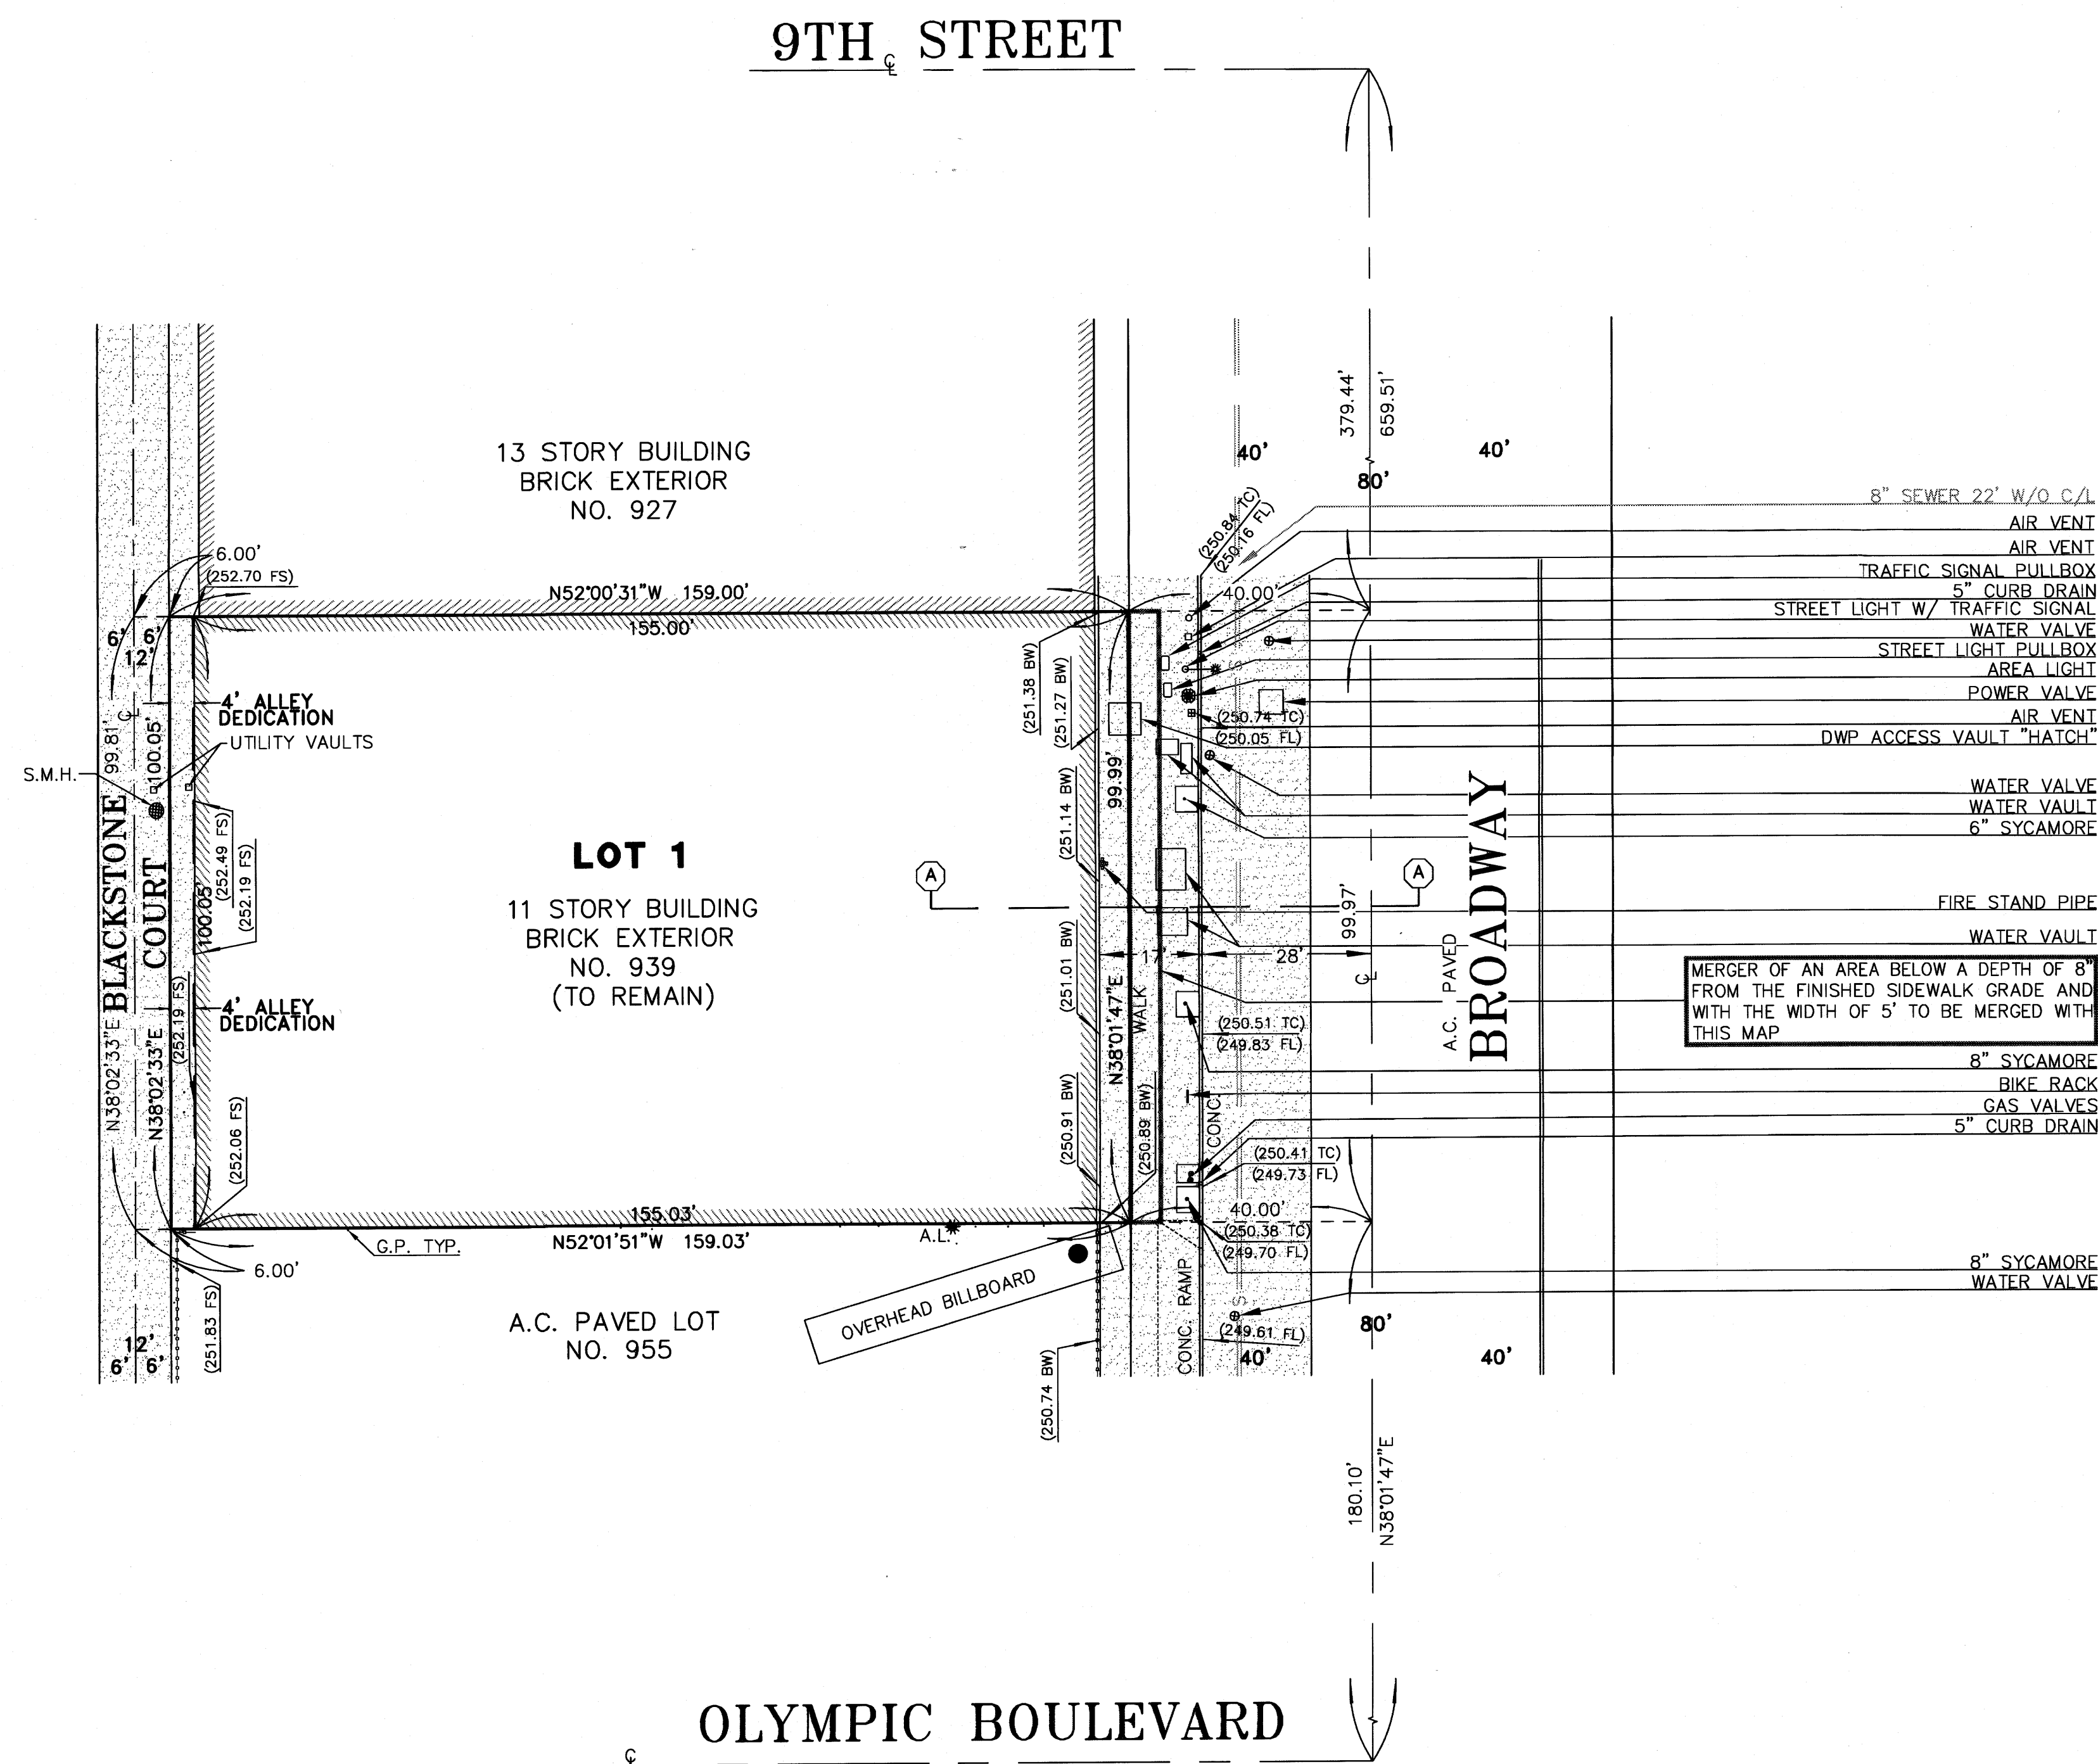 9TH STREET
℄
379.44'
659.51'
40'
40'
80'
13 STORY BUILDING
BRICK EXTERIOR
NO. 927
8" SEWER 22' W/O C/L
AIR VENT
AIR VENT
TRAFFIC SIGNAL PULLBOX
5" CURB DRAIN
STREET LIGHT W/ TRAFFIC SIGNAL
WATER VALVE
STREET LIGHT PULLBOX
AREA LIGHT
POWER VALVE
AIR VENT
DWP ACCESS VAULT "HATCH"
WATER VALVE
WATER VAULT
6" SYCAMORE
FIRE STAND PIPE
WATER VAULT
MERGER OF AN AREA BELOW A DEPTH OF 8"
FROM THE FINISHED SIDEWALK GRADE AND
WITH THE WIDTH OF 5' TO BE MERGED WITH
THIS MAP
8" SYCAMORE
BIKE RACK
GAS VALVES
5" CURB DRAIN
8" SYCAMORE
WATER VALVE
(250.84 TC)
(250.16 FL)
6.00'
(252.70 FS)
N52°00'31"W 159.00'
155.00'
40.00'
6'
6'
12'
4' ALLEY
DEDICATION
UTILITY VAULTS
S.M.H.
99.81'
℄
100.05'
BLACKSTONE
COURT
N38°02'33"E
N38°02'33"E
100.05'
(252.49 FS)
(252.19 FS)
(252.19 FS)
4' ALLEY
DEDICATION
(252.06 FS)
LOT 1
11 STORY BUILDING
BRICK EXTERIOR
NO. 939
(TO REMAIN)
A
A
(251.38 BW)
(251.27 BW)
(251.14 BW)
(251.01 BW)
(250.91 BW)
(250.89 BW)
99.99'
N38°01'47"E
WALK
CONC.
S
(250.74 TC)
(250.05 FL)
17'
28'
99.97'
℄
A.C. PAVED
BROADWAY
(250.51 TC)
(249.83 FL)
(250.41 TC)
(249.73 FL)
40.00'
(250.38 TC)
(249.70 FL)
155.03'
N52°01'51"W 159.03'
G.P. TYP.
A.L.
6.00'
(251.83 FS)
12'
6'
6'
OVERHEAD BILLBOARD
A.C. PAVED LOT
NO. 955
(250.74 BW)
CONC. RAMP
S
(249.61 FL)
40'
80'
40'
180.10'
N38°01'47"E
OLYMPIC BOULEVARD
℄